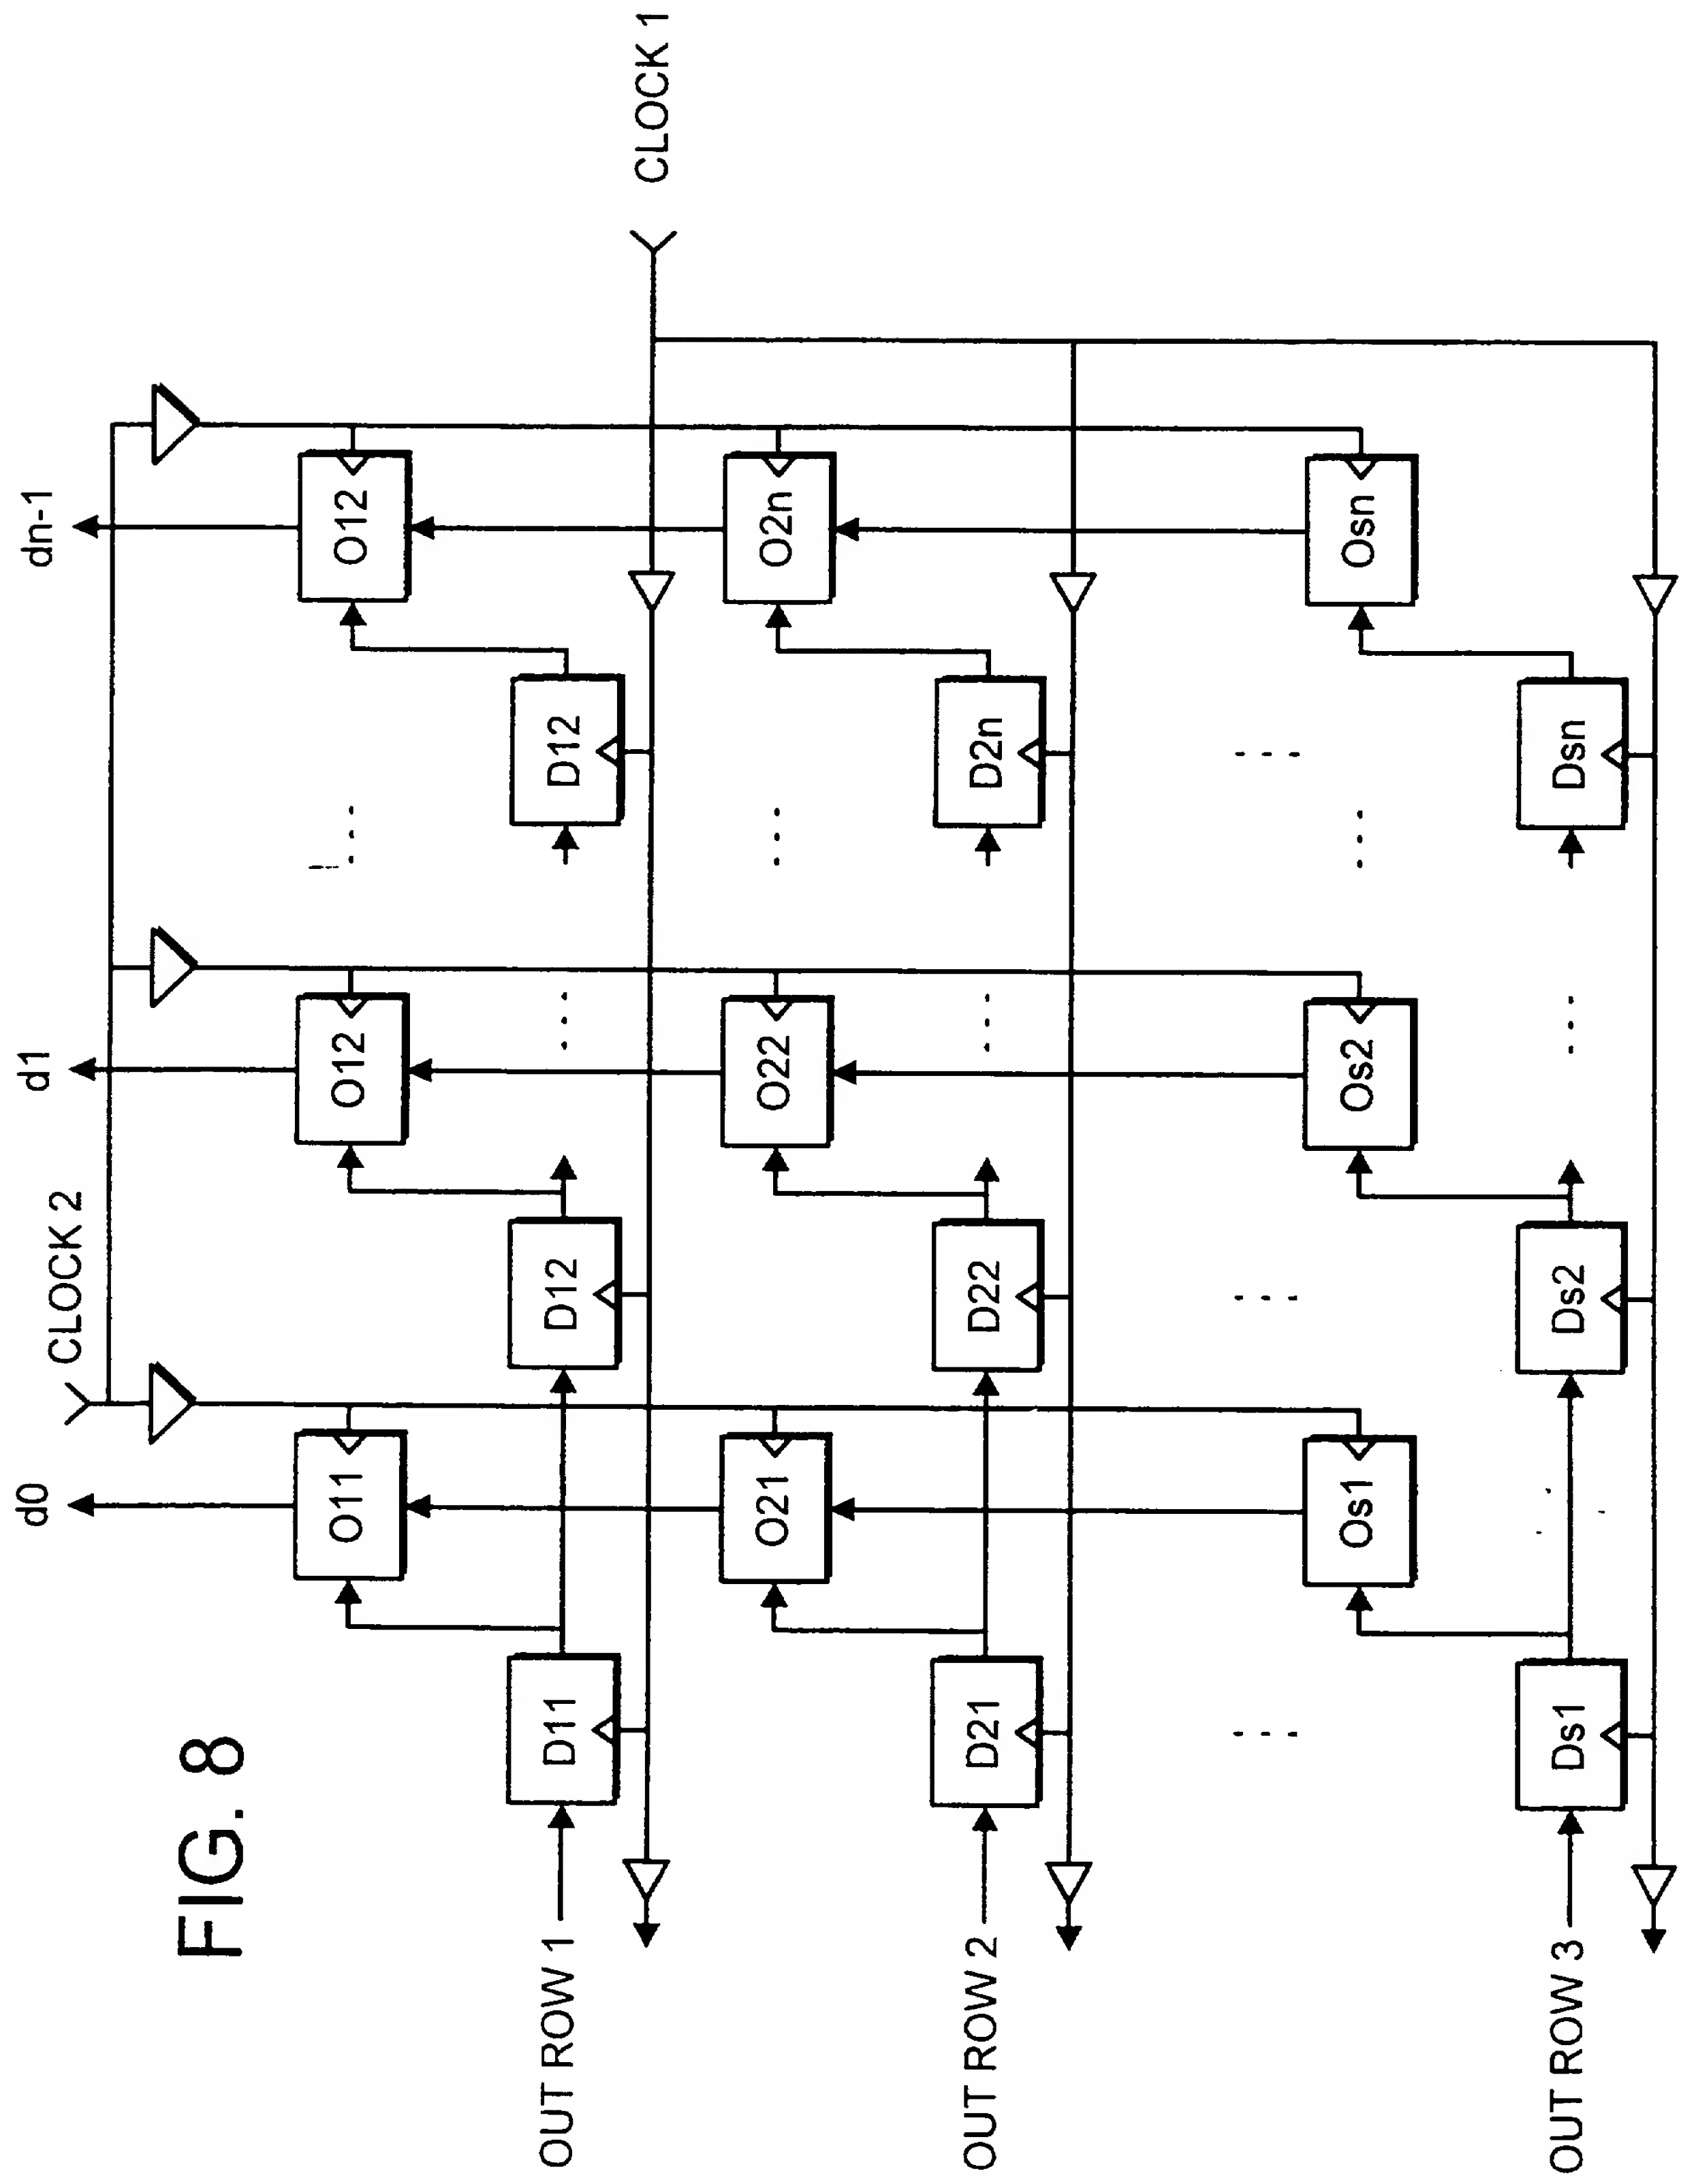 FIG. 8
CLOCK 2
d0
d1
dn-1
O11
O12
O12
D11
D12
D12
OUT ROW 1
CLOCK 1
O21
O22
O2n
D21
D22
D2n
OUT ROW 2
Os1
Os2
Osn
Ds1
Ds2
Dsn
OUT ROW 3